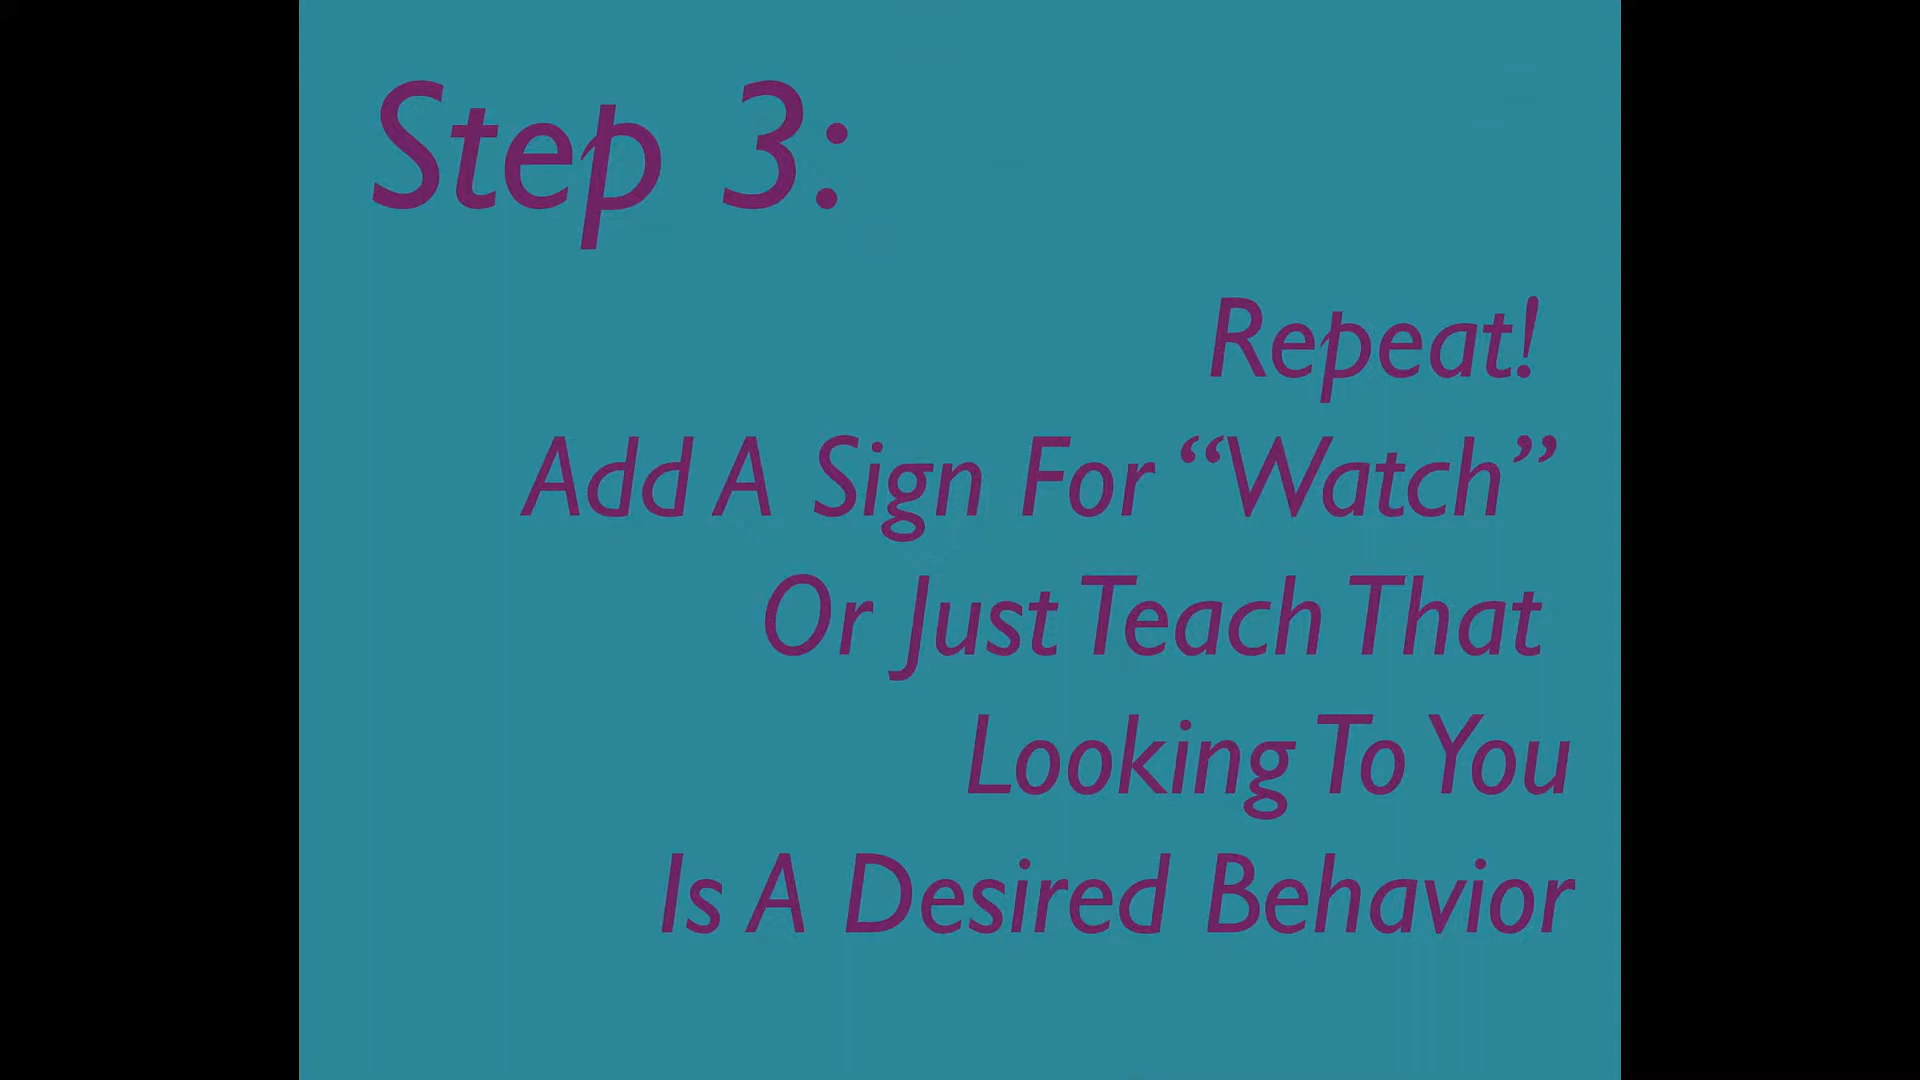 Step 3:
Repeat!
Add A Sign For “Watch”
Or Just Teach That
Looking To You
Is A Desired Behavior